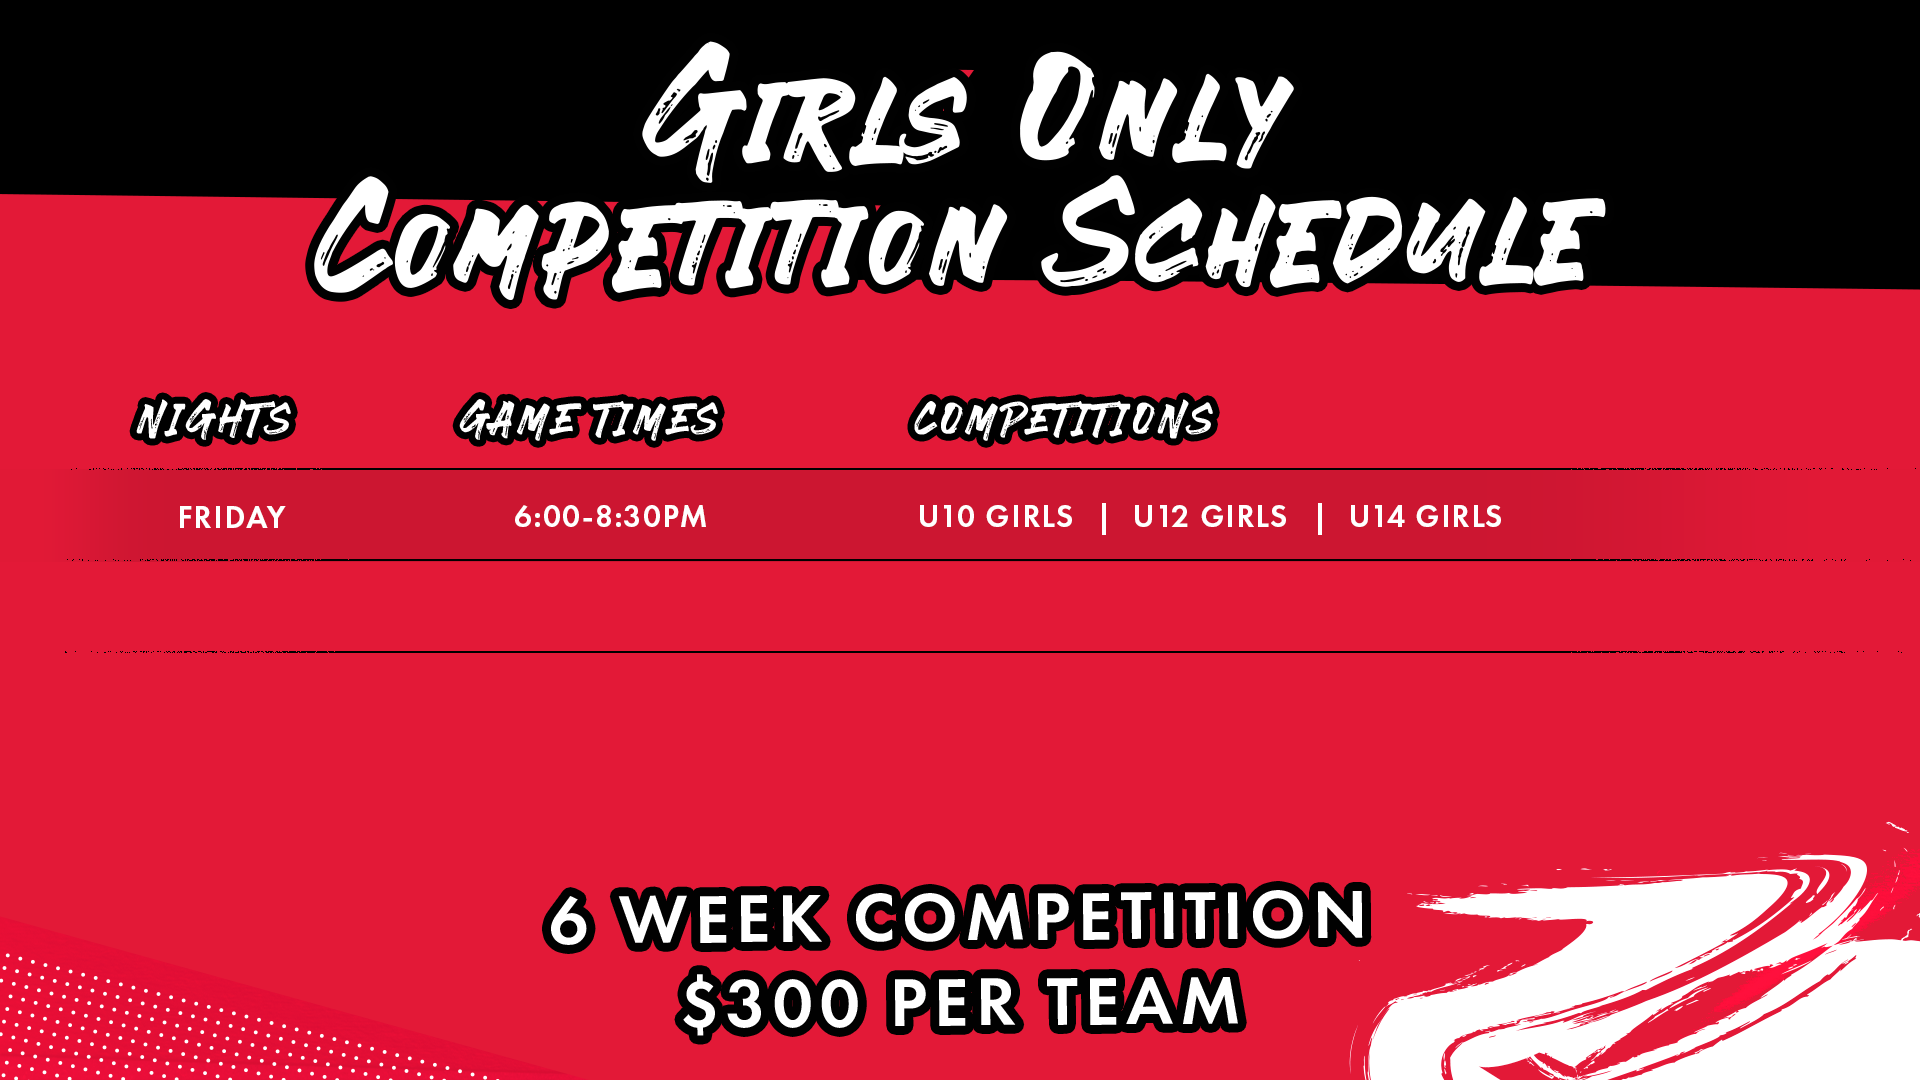 GIRLS ONLY
COMPETITION SCHEDULE
NIGHTS GAME TIMES COMPETITIONS
FRIDAY 6:00-8:30PM U10 GIRLS | U12 GIRLS | U14 GIRLS
6 WEEK COMPETITION
$300 PER TEAM